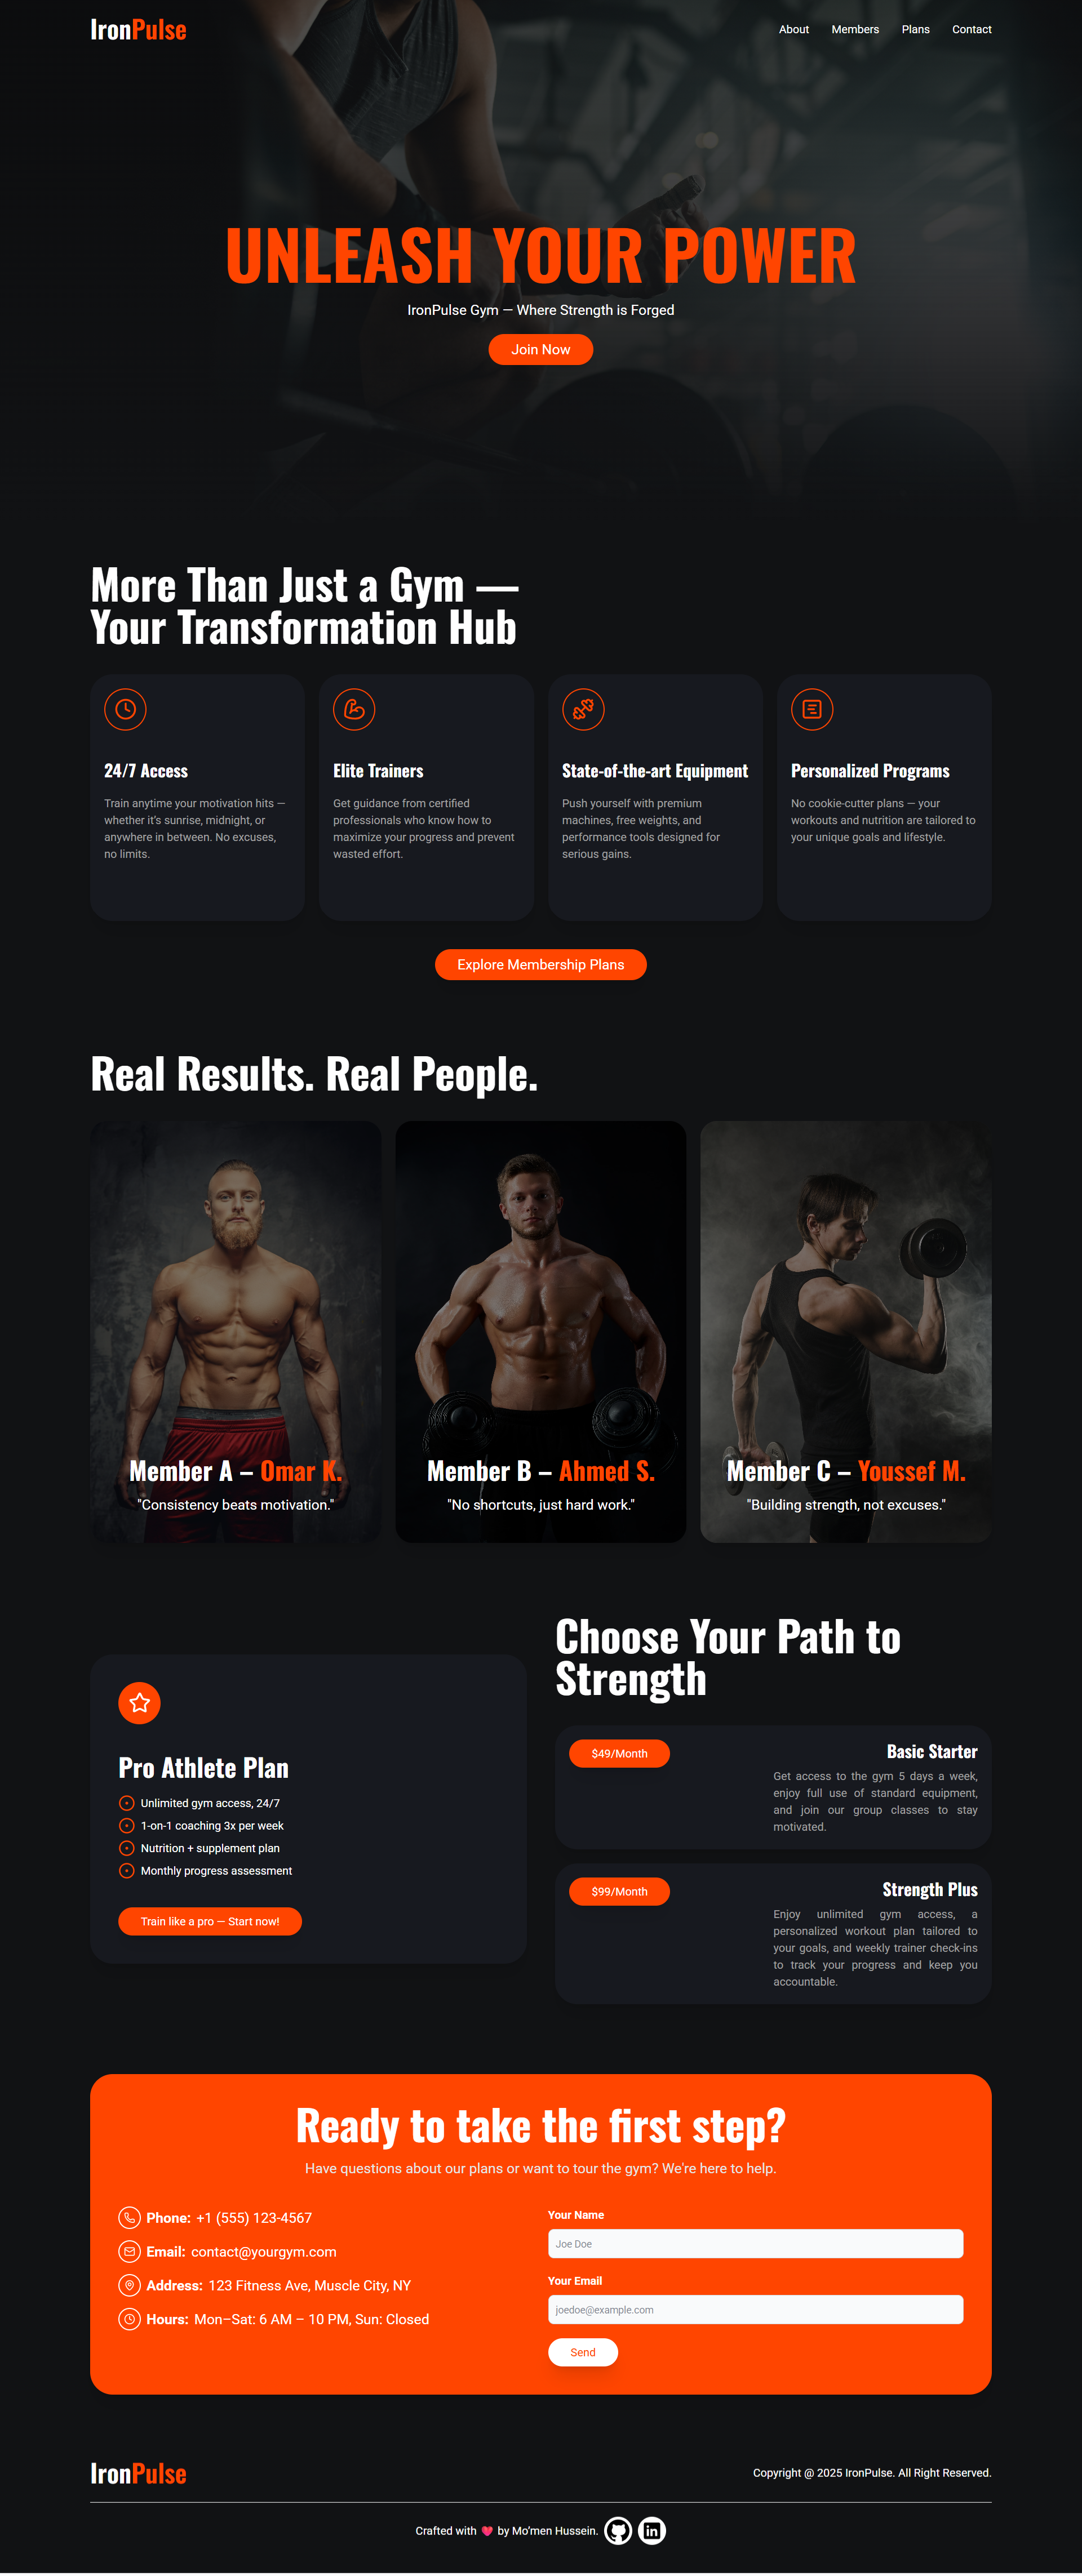 IronPulse
About Members Plans Contact
UNLEASH YOUR POWER
IronPulse Gym — Where Strength is Forged
Join Now
More Than Just a Gym —
Your Transformation Hub
24/7 Access
Train anytime your motivation hits —
whether it's sunrise, midnight, or
anywhere in between. No excuses,
no limits.
Elite Trainers
Get guidance from certified
professionals who know how to
maximize your progress and prevent
wasted effort.
State-of-the-art Equipment
Push yourself with premium
machines, free weights, and
performance tools designed for
serious gains.
Personalized Programs
No cookie-cutter plans — your
workouts and nutrition are tailored to
your unique goals and lifestyle.
Explore Membership Plans
Real Results. Real People.
Member A – Omar K.
"Consistency beats motivation."
Member B – Ahmed S.
"No shortcuts, just hard work."
Member C – Youssef M.
"Building strength, not excuses."
Pro Athlete Plan
Unlimited gym access, 24/7
1-on-1 coaching 3x per week
Nutrition + supplement plan
Monthly progress assessment
Train like a pro — Start now!
Choose Your Path to
Strength
$49/Month
Basic Starter
Get access to the gym 5 days a week,
enjoy full use of standard equipment,
and join our group classes to stay
motivated.
$99/Month
Strength Plus
Enjoy unlimited gym access, a
personalized workout plan tailored to
your goals, and weekly trainer check-ins
to track your progress and keep you
accountable.
Ready to take the first step?
Have questions about our plans or want to tour the gym? We're here to help.
Phone: +1 (555) 123-4567
Email: contact@yourgym.com
Address: 123 Fitness Ave, Muscle City, NY
Hours: Mon–Sat: 6 AM – 10 PM, Sun: Closed
Your Name
Joe Doe
Your Email
joedoe@example.com
Send
IronPulse
Copyright @ 2025 IronPulse. All Right Reserved.
Crafted with 💗 by Mo'men Hussein.